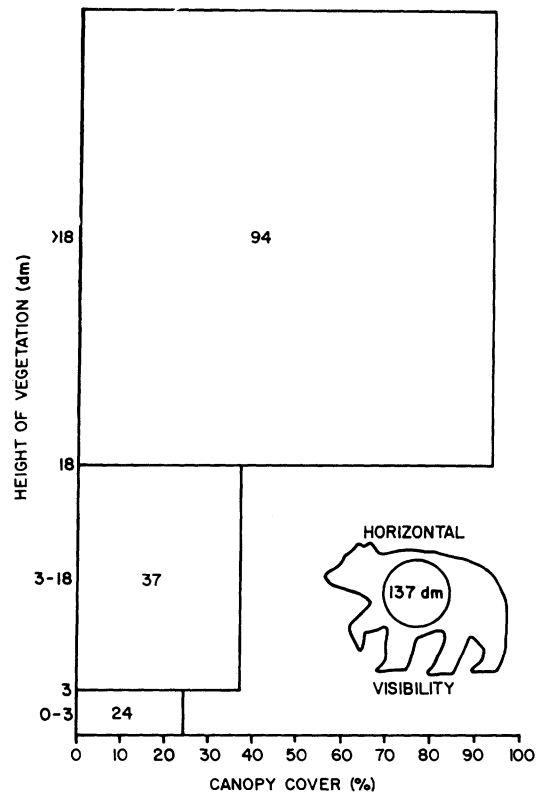 >18
94
HEIGHT OF VEGETATION (dm)
18
HORIZONTAL
3-18
37
137 dm
3
VISIBILITY
0-3
24
0 10 20 30 40 50 60 70 80 90 100
CANOPY COVER (%)